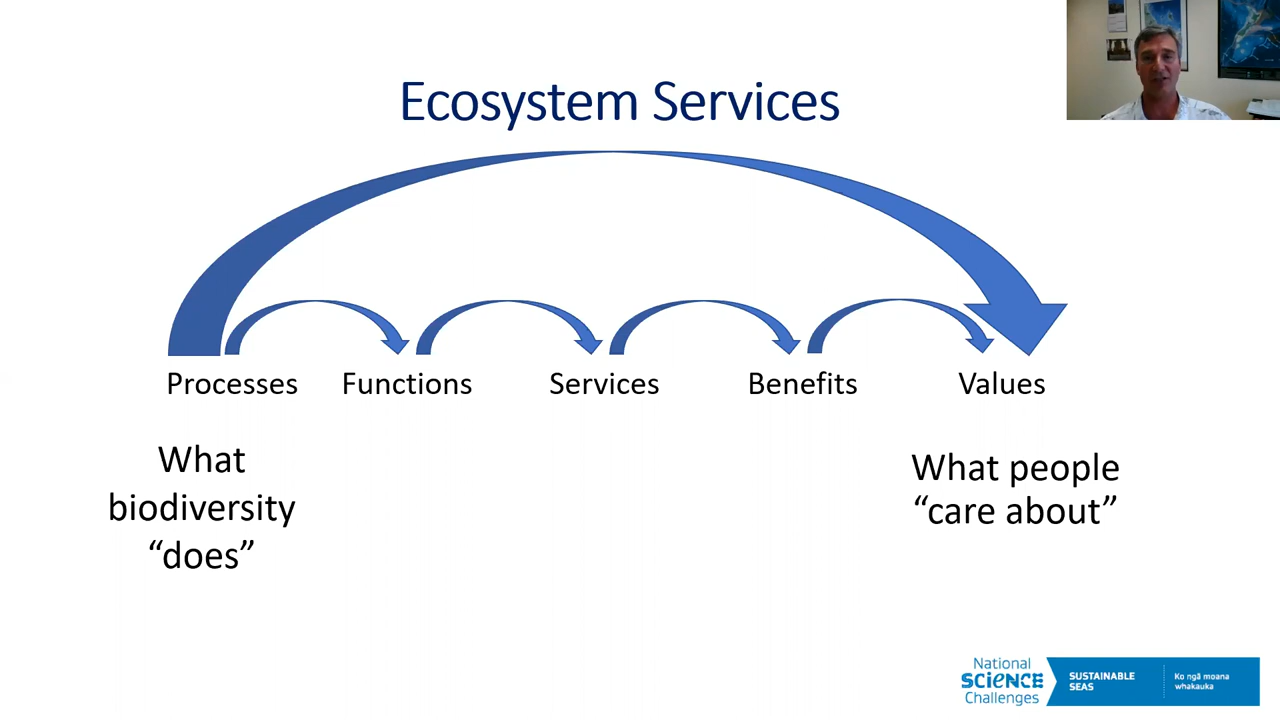 Ecosystem Services
Processes Functions Services Benefits Values
What
biodiversity
“does”
What people
“care about”
National
SCIENCE
Challenges
SUSTAINABLE
SEAS
Ko ngā moana
whakauka